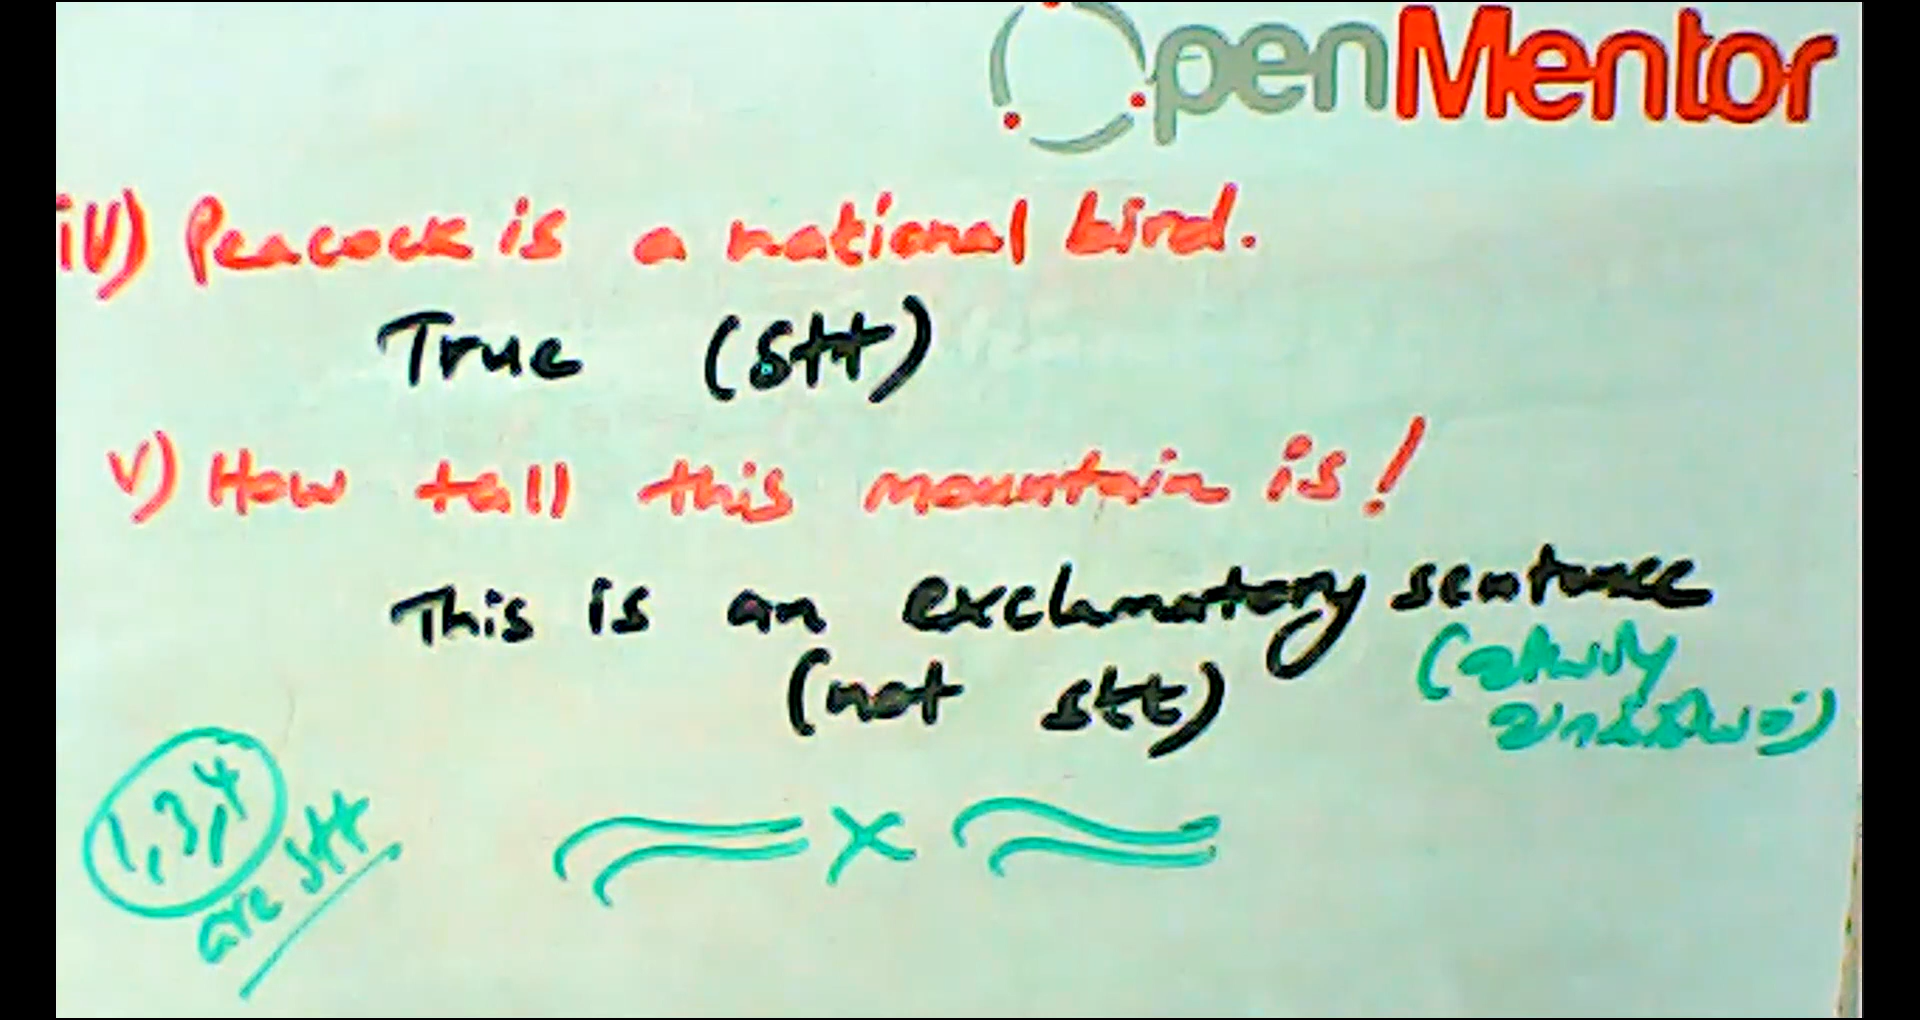 OpenMentor
iv) Peacock is a national bird.
True (stt)
v) How tall this mountain is!
This is an exclamatory sentence
(not stt)
1, 3, 4
are stt
x